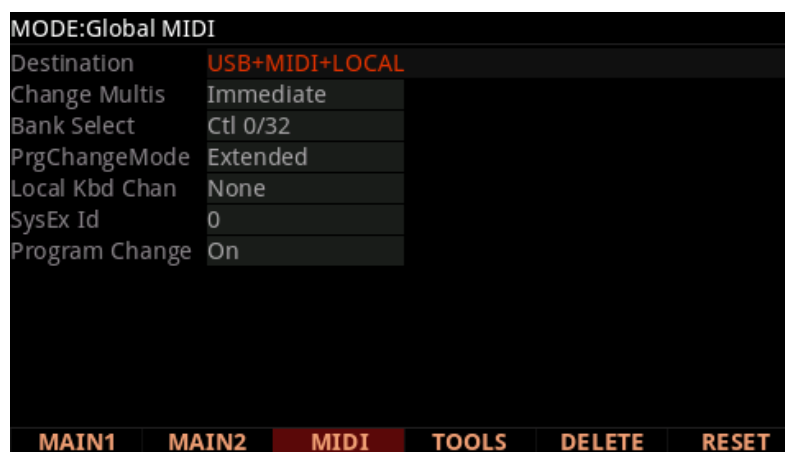 MODE:Global MIDI
Destination USB+MIDI+LOCAL
Change Multis Immediate
Bank Select Ctl 0/32
PrgChangeMode Extended
Local Kbd Chan None
SysEx Id 0
Program Change On
MAIN1 MAIN2 MIDI TOOLS DELETE RESET